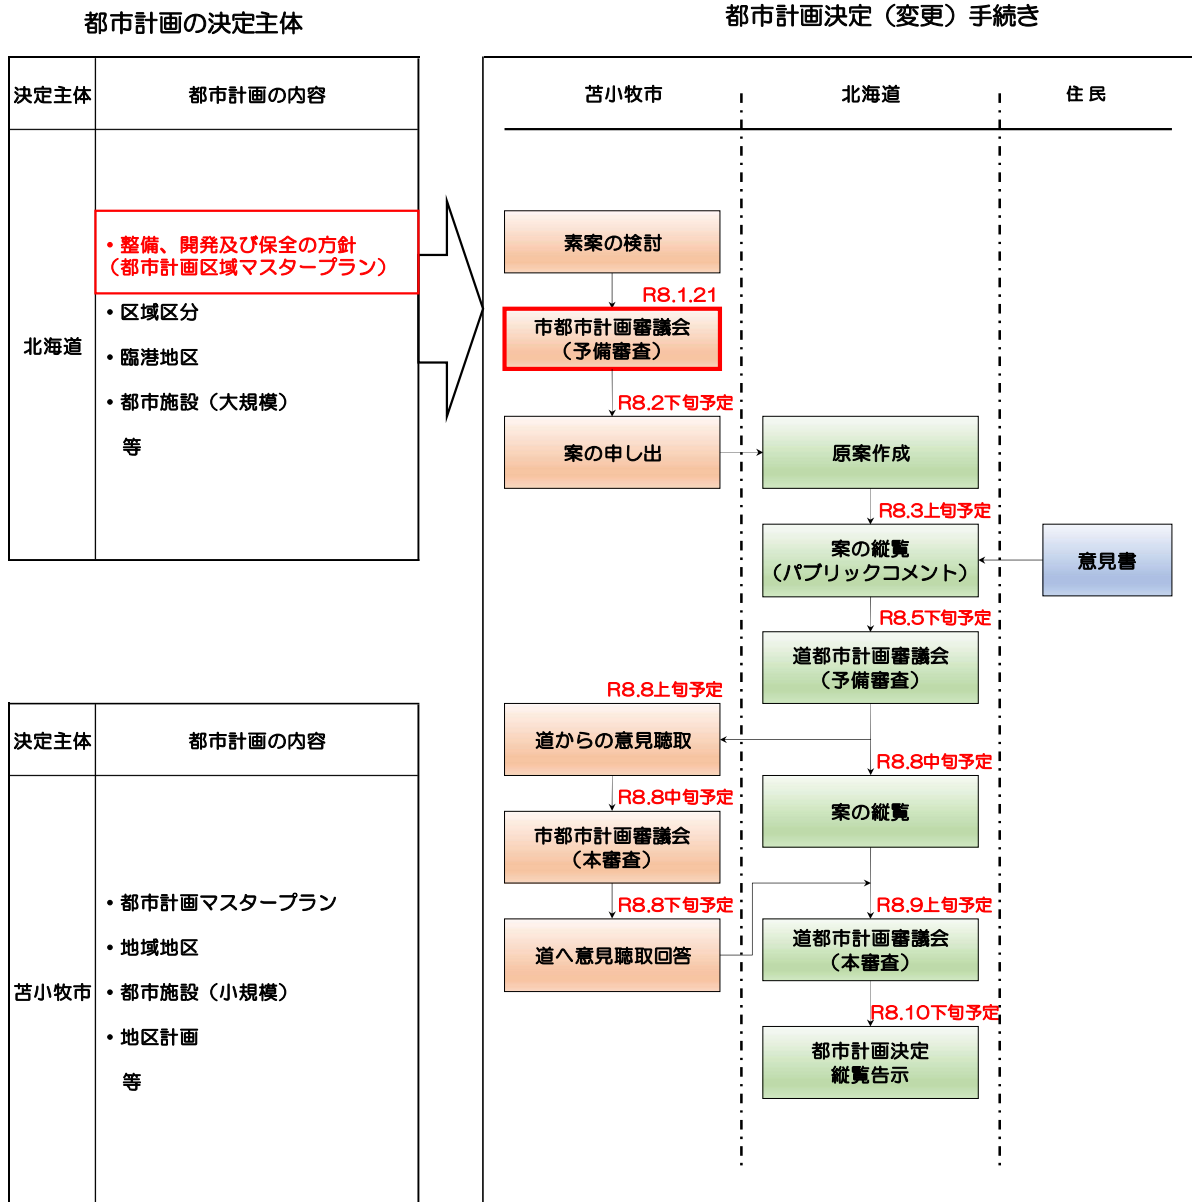 都市計画の決定主体
決定主体
都市計画の内容
北海道
・整備、開発及び保全の方針
（都市計画区域マスタープラン）
・区域区分
・臨港地区
・都市施設（大規模）
等
決定主体
都市計画の内容
苫小牧市
・都市計画マスタープラン
・地域地区
・都市施設（小規模）
・地区計画
等
都市計画決定（変更）手続き
苫小牧市
北海道
住 民
素案の検討
R8.1.21
市都市計画審議会
（予備審査）
R8.2下旬予定
案の申し出
原案作成
R8.3上旬予定
案の縦覧
（パブリックコメント）
意見書
R8.5下旬予定
道都市計画審議会
（予備審査）
R8.8上旬予定
道からの意見聴取
R8.8中旬予定
案の縦覧
R8.8中旬予定
市都市計画審議会
（本審査）
R8.8下旬予定
道へ意見聴取回答
R8.9上旬予定
道都市計画審議会
（本審査）
R8.10下旬予定
都市計画決定
縦覧告示